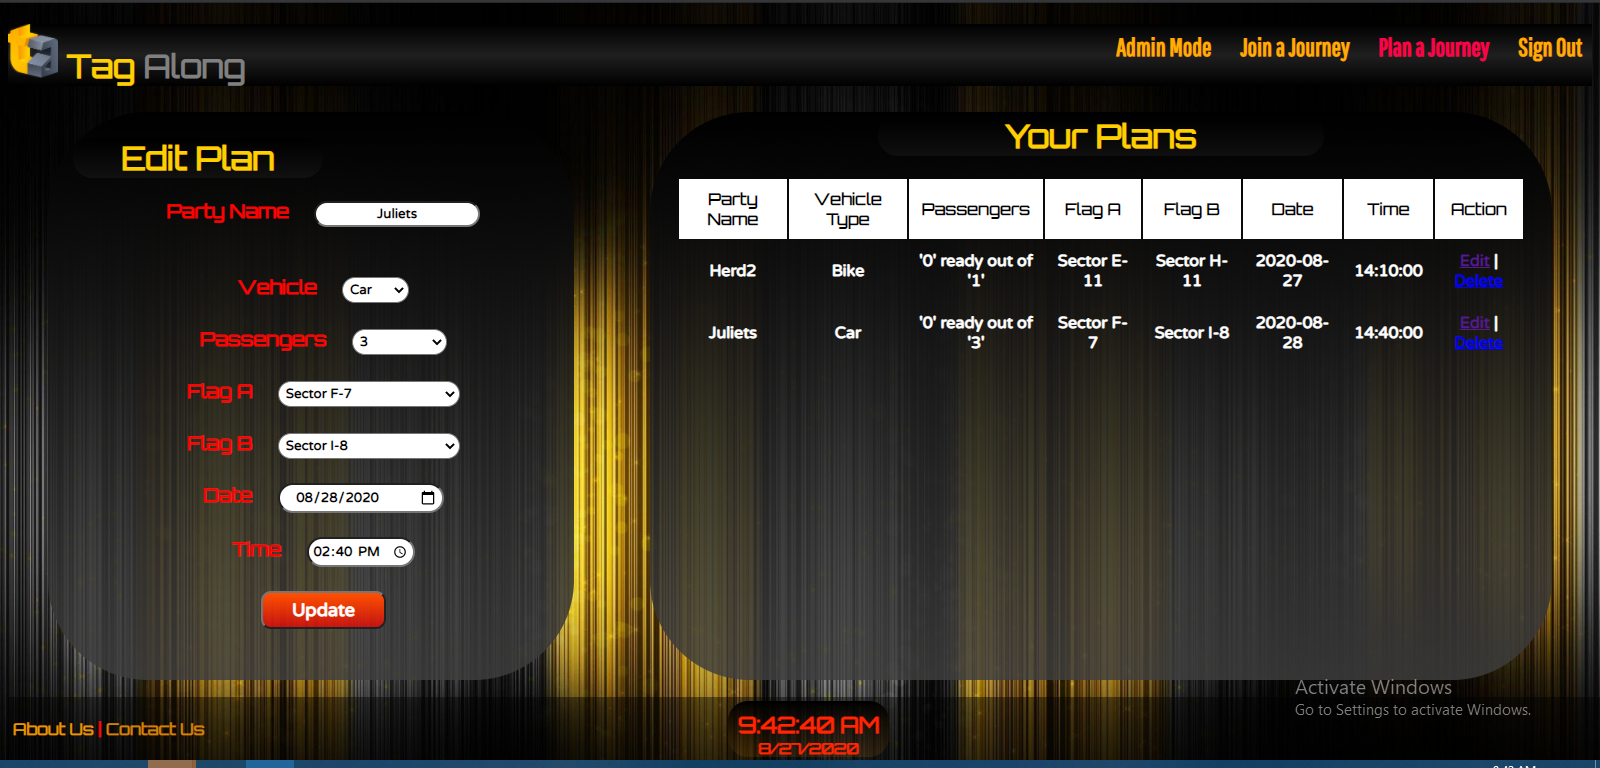 Tag Along
Admin Mode Join a Journey Plan a Journey Sign Out
Edit Plan
Party Name Juliets
Vehicle Car
Passengers 3
Flag A Sector F-7
Flag B Sector I-8
Date 08/28/2020
Time 02:40 PM
Update
Your Plans
Party Name Vehicle Type Passengers Flag A Flag B Date Time Action
Herd2 Bike '0' ready out of '1' Sector E-11 Sector H-11 2020-08-27 14:10:00 Edit | Delete
Juliets Car '0' ready out of '3' Sector F-7 Sector I-8 2020-08-28 14:40:00 Edit | Delete
Activate Windows
Go to Settings to activate Windows.
About Us | Contact Us
9:42:40 AM
8/27/2020